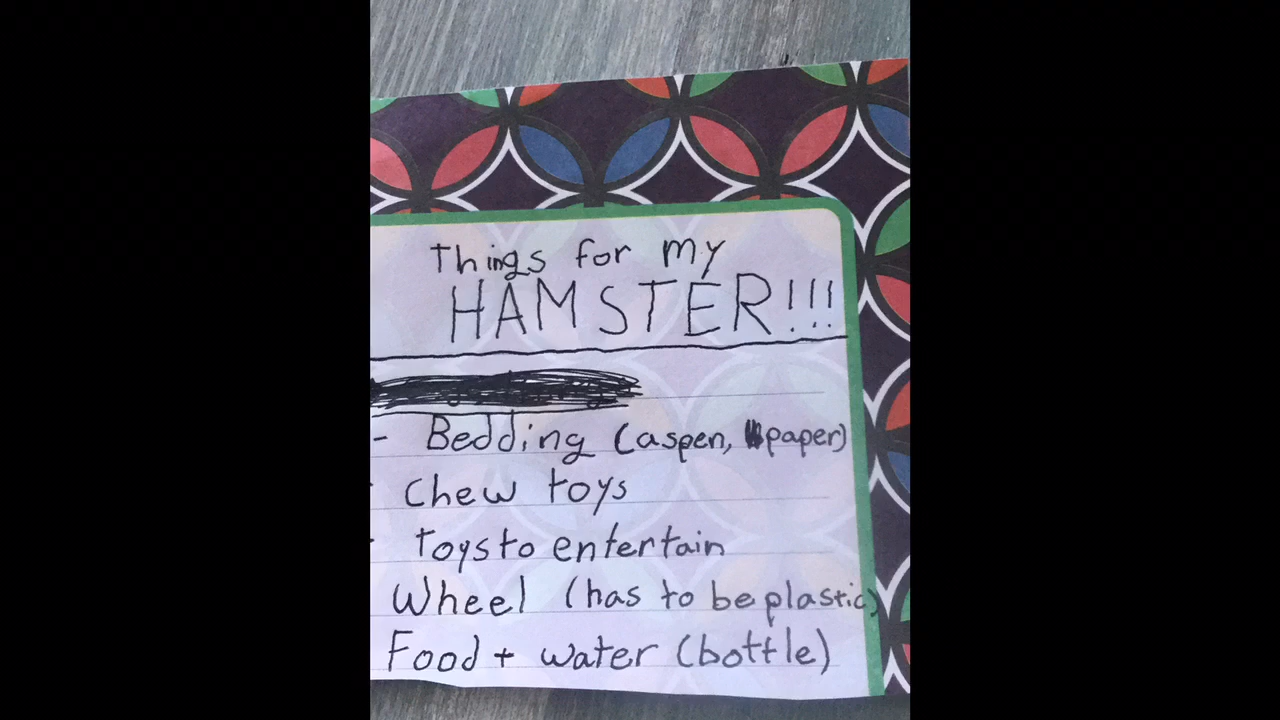 Things for my
HAMSTER!!!
- Bedding (aspen, paper)
- Chew toys
- Toys to entertain
Wheel (has to be plastic)
Food + water (bottle)